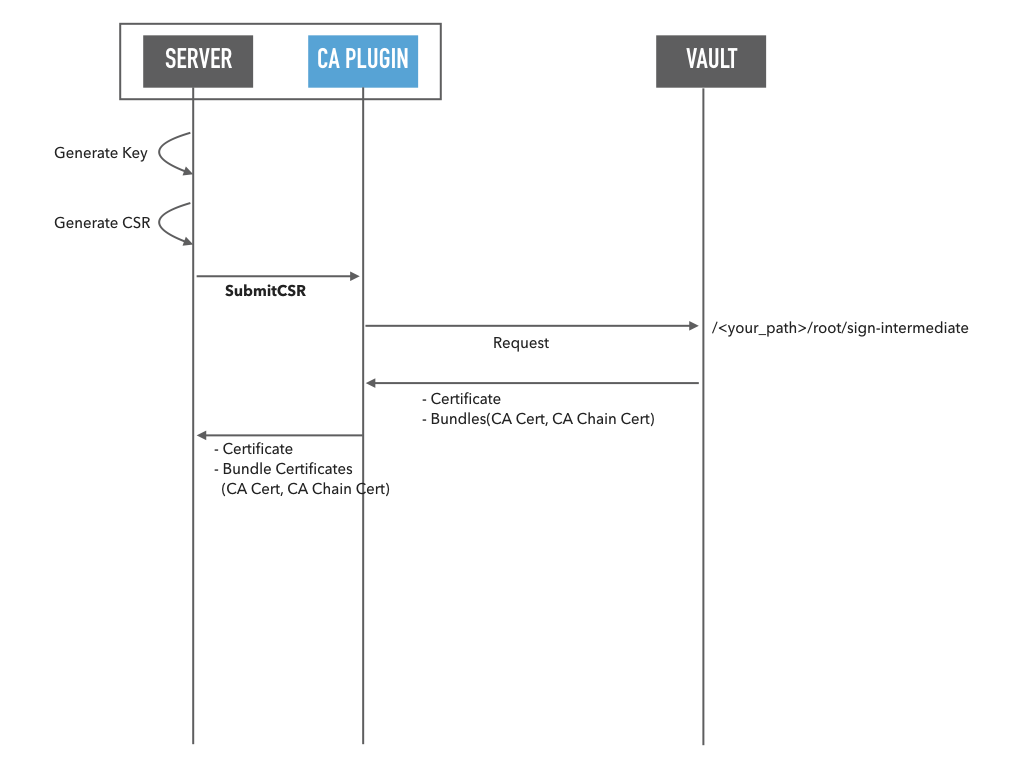 SERVER
CA PLUGIN
VAULT
Generate Key
Generate CSR
SubmitCSR
/<your_path>/root/sign-intermediate
Request
- Certificate
- Bundles(CA Cert, CA Chain Cert)
- Certificate
- Bundle Certificates
(CA Cert, CA Chain Cert)